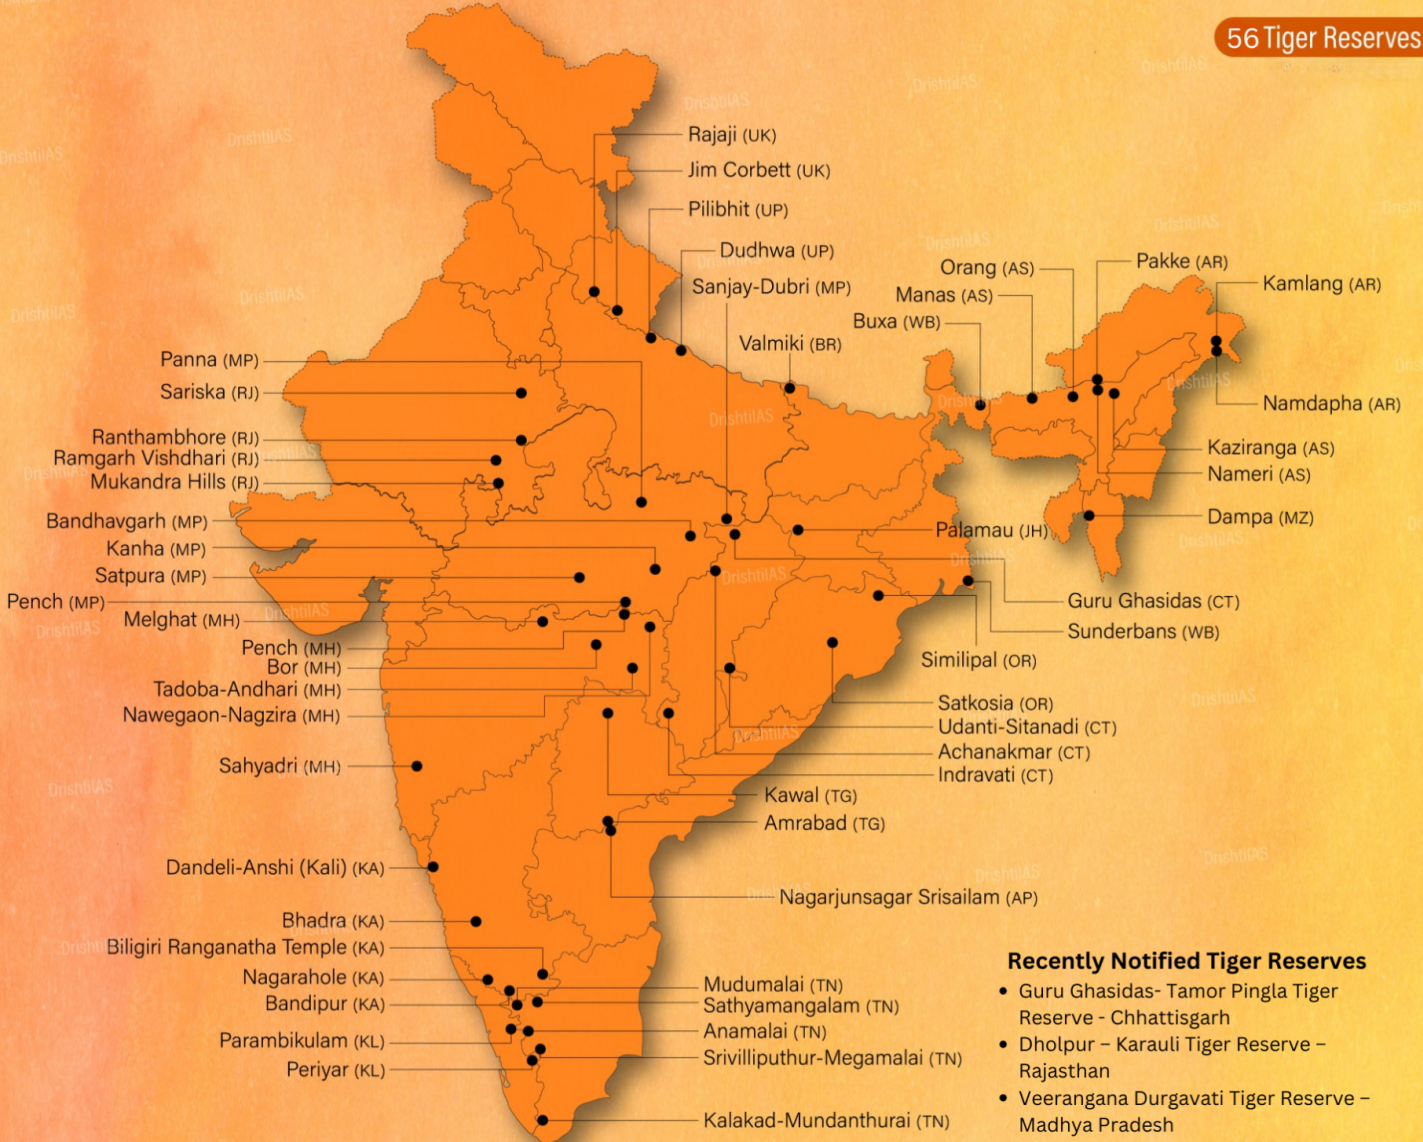 56 Tiger Reserves
Rajaji (UK)
Jim Corbett (UK)
Pilibhit (UP)
Dudhwa (UP)
Sanjay-Dubri (MP)
Valmiki (BR)
Orang (AS)
Manas (AS)
Buxa (WB)
Pakke (AR)
Kamlang (AR)
Namdapha (AR)
Kaziranga (AS)
Nameri (AS)
Dampa (MZ)
Panna (MP)
Sariska (RJ)
Ranthambhore (RJ)
Ramgarh Vishdhari (RJ)
Mukandra Hills (RJ)
Bandhavgarh (MP)
Kanha (MP)
Satpura (MP)
Pench (MP)
Melghat (MH)
Pench (MH)
Bor (MH)
Tadoba-Andhari (MH)
Nawegaon-Nagzira (MH)
Sahyadri (MH)
Dandeli-Anshi (Kali) (KA)
Bhadra (KA)
Biligiri Ranganatha Temple (KA)
Nagarahole (KA)
Bandipur (KA)
Parambikulam (KL)
Periyar (KL)
Palamau (JH)
Guru Ghasidas (CT)
Sunderbans (WB)
Similipal (OR)
Satkosia (OR)
Udanti-Sitanadi (CT)
Achanakmar (CT)
Indravati (CT)
Kawal (TG)
Amrabad (TG)
Nagarjunsagar Srisailam (AP)
Mudumalai (TN)
Sathyamangalam (TN)
Anamalai (TN)
Srivilliputhur-Megamalai (TN)
Kalakad-Mundanthurai (TN)
Recently Notified Tiger Reserves
• Guru Ghasidas- Tamor Pingla Tiger
Reserve - Chhattisgarh
• Dholpur – Karauli Tiger Reserve –
Rajasthan
• Veerangana Durgavati Tiger Reserve –
Madhya Pradesh
DrishtiIAS